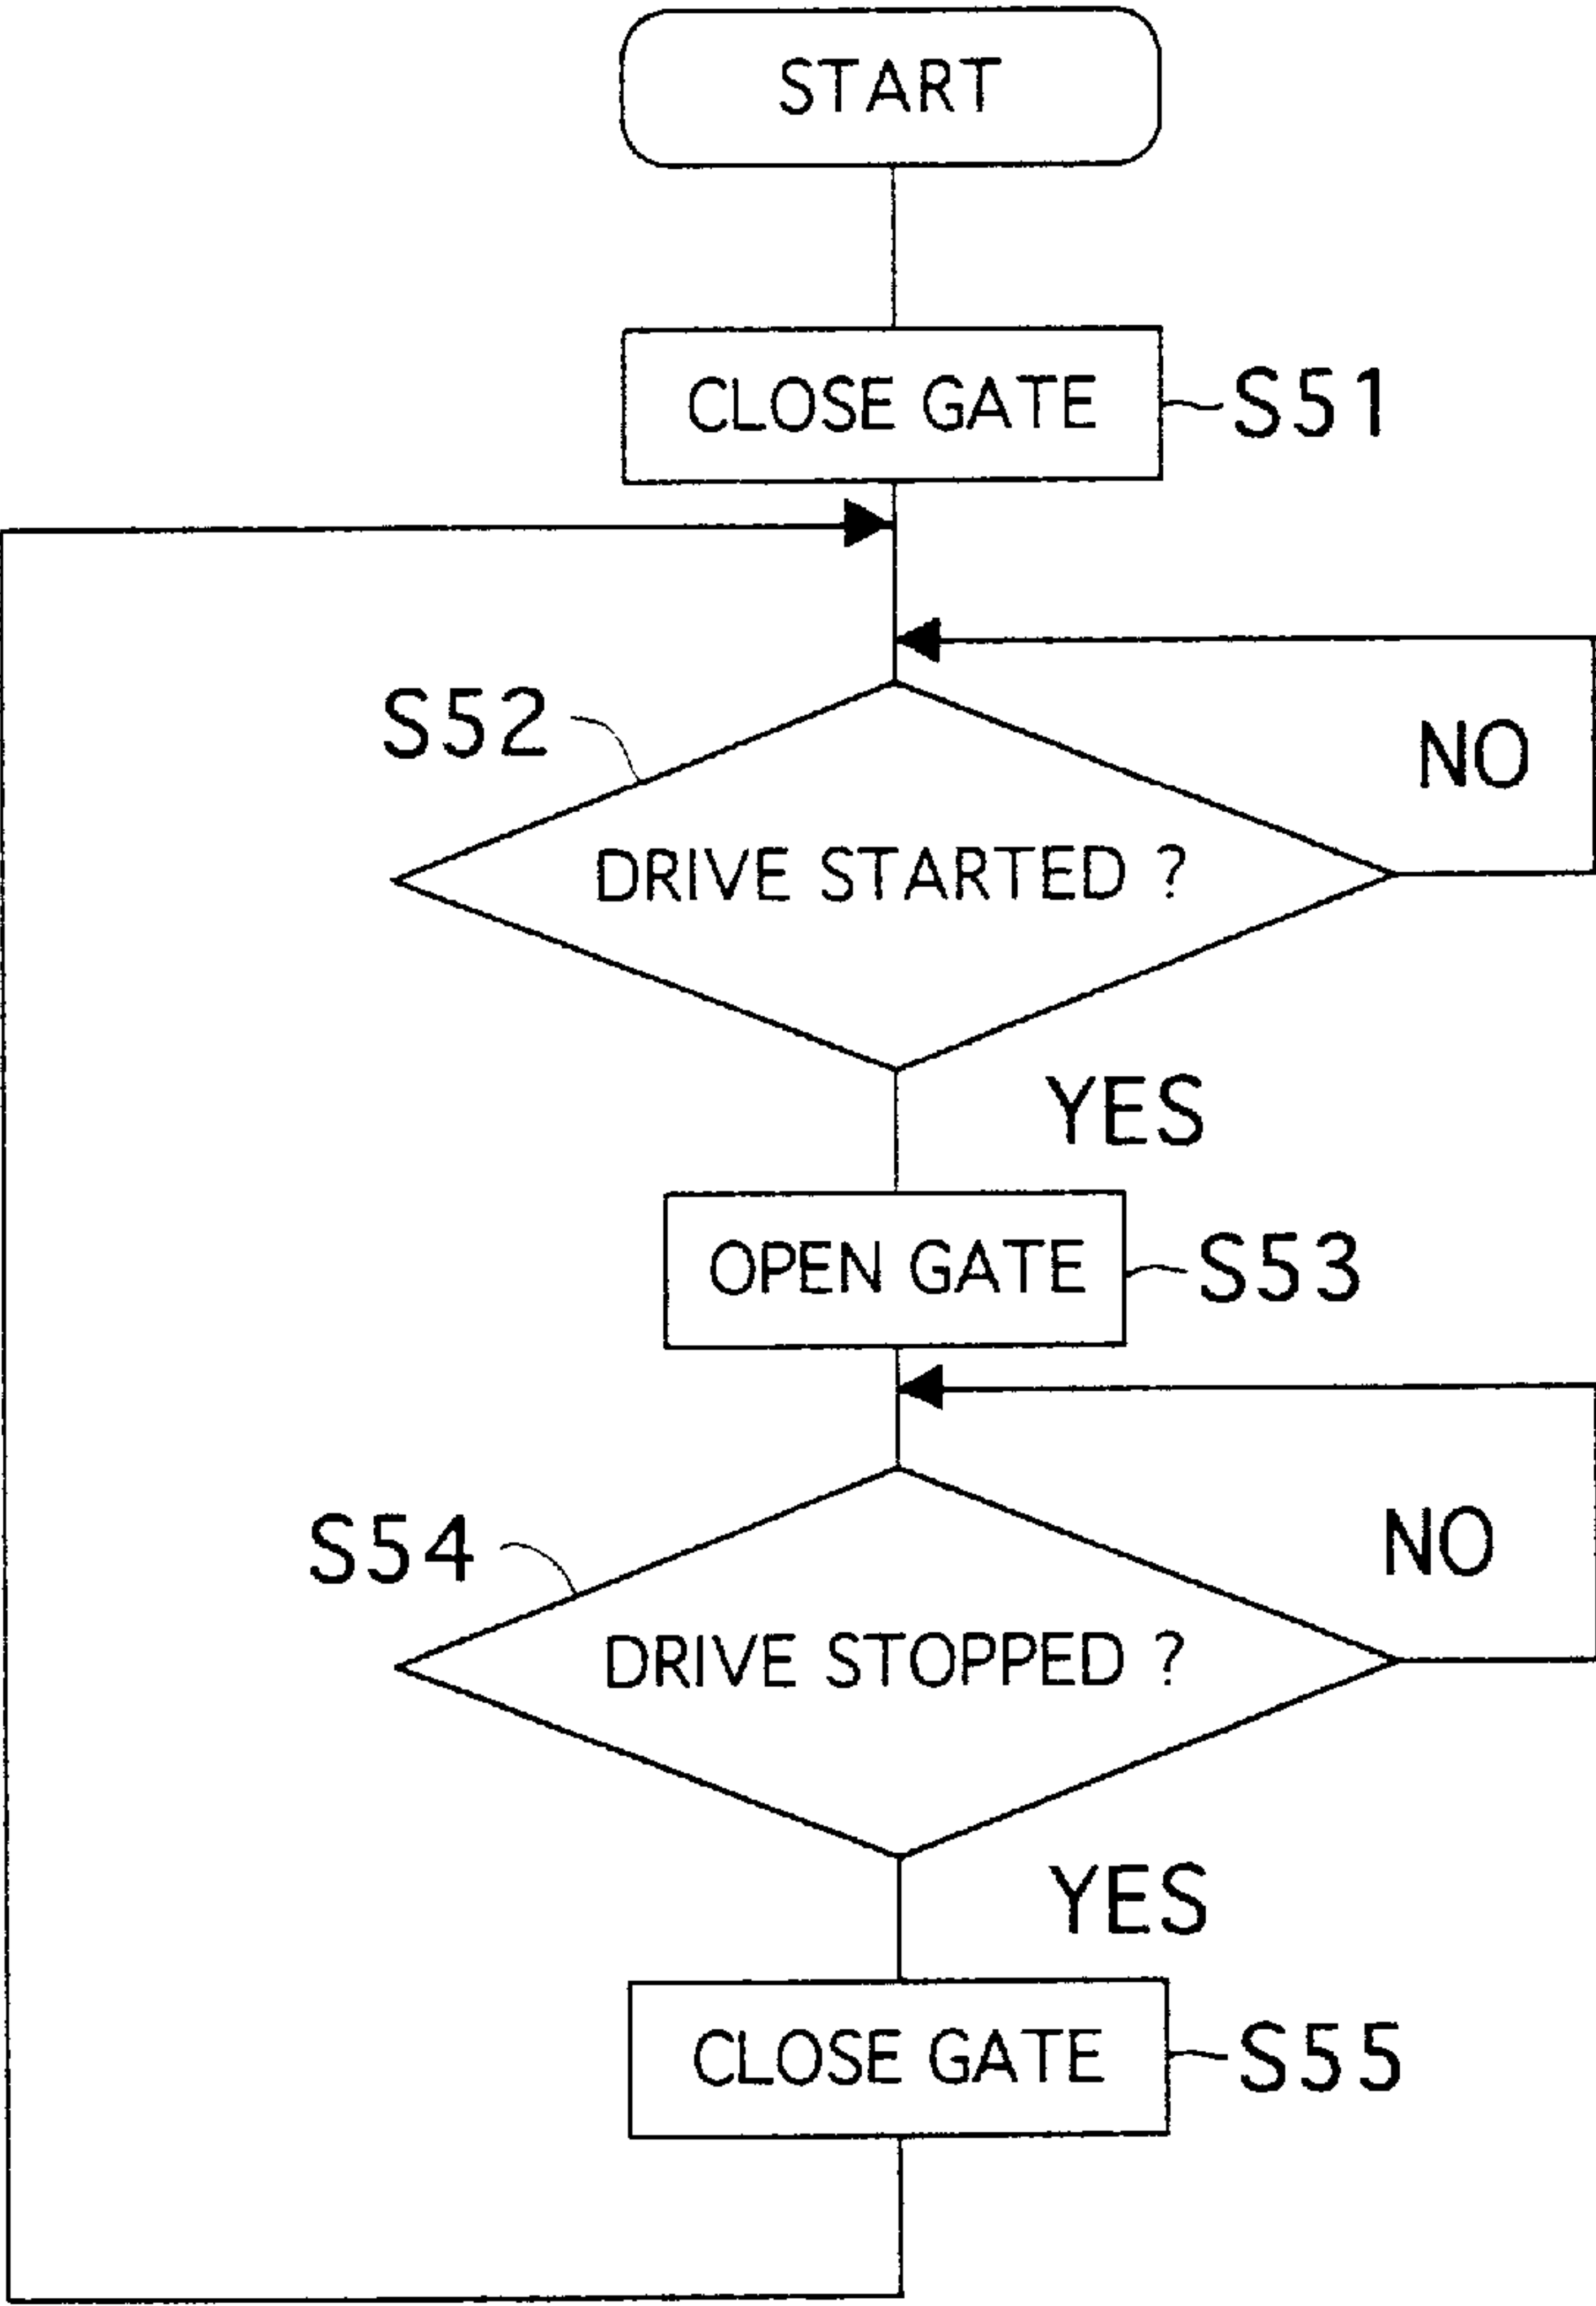 START
CLOSE GATE
S51
S52
NO
DRIVE STARTED ?
YES
OPEN GATE
S53
S54
NO
DRIVE STOPPED ?
YES
CLOSE GATE
S55